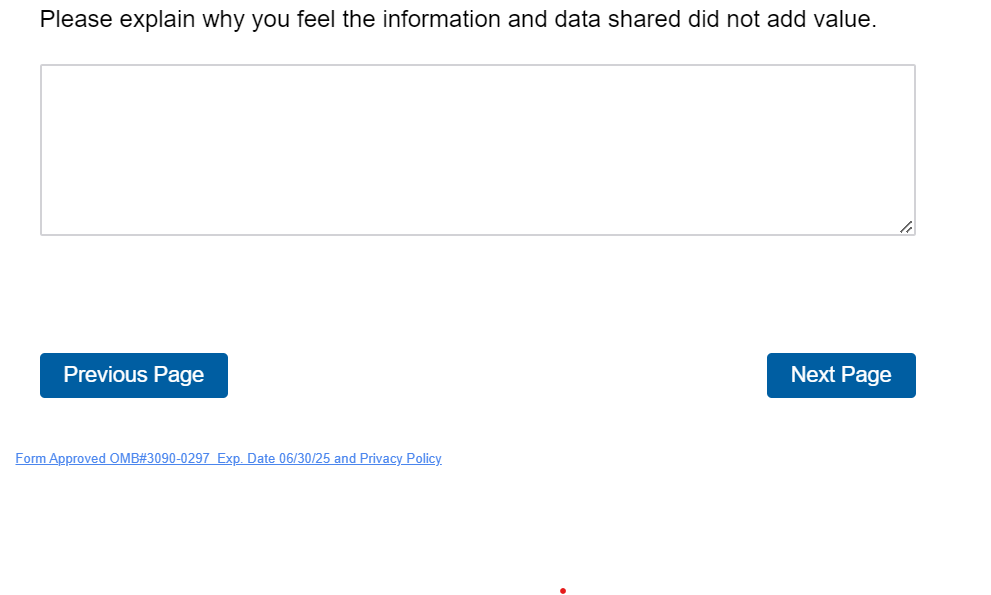 Please explain why you feel the information and data shared did not add value.
Previous Page
Next Page
Form Approved OMB#3090-0297  Exp. Date 06/30/25 and Privacy Policy